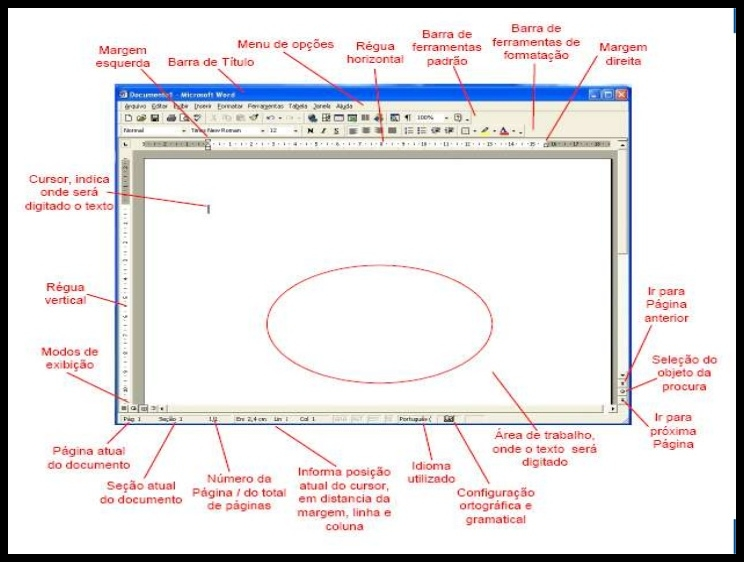 Margem
esquerda
Barra de Título
Menu de opções
Régua
horizontal
Barra de
ferramentas
padrão
Barra de
ferramentas de
formatação
Margem
direita
Documento1 - Microsoft Word
Arquivo Editar Exibir Inserir Formatar Ferramentas Tabela Janela Ajuda
100%
Normal Times New Roman 12 N I S
Cursor, indica
onde será
digitado o texto
Régua
vertical
Modos de
exibição
Ir para
Página
anterior
Seleção do
objeto da
procura
Ir para
próxima
Página
Pág 1 Seção 1 1/1 Em 2,4 cm Lin 1 Col 1 Português (
Página atual
do documento
Seção atual
do documento
Número da
Página / do total
de páginas
Informa posição
atual do cursor,
em distancia da
margem, linha e
coluna
Idioma
utilizado
Configuração
ortográfica e
gramatical
Área de trabalho,
onde o texto será
digitado